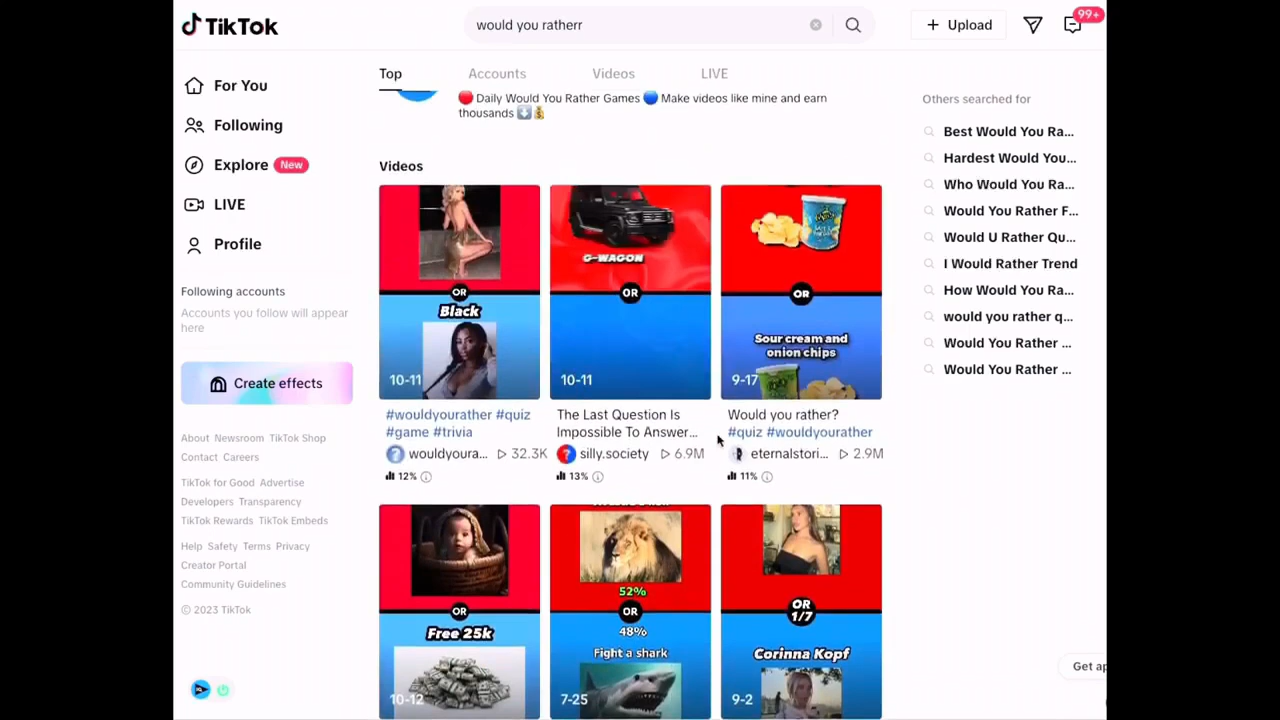 TikTok
would you ratherr
+ Upload
99+
For You
Following
Explore New
LIVE
Profile
Following accounts
Accounts you follow will appear
here
Create effects
About Newsroom TikTok Shop
Contact Careers
TikTok for Good Advertise
Developers Transparency
TikTok Rewards TikTok Embeds
Help Safety Terms Privacy
Creator Portal
Community Guidelines
© 2023 TikTok
Top Accounts Videos LIVE
Daily Would You Rather Games Make videos like mine and earn
thousands
Videos
OR
Black
10-11
#wouldyourather #quiz
#game #trivia
wouldyoura... 32.3K
12%
G-WAGON
OR
10-11
The Last Question Is
Impossible To Answer...
silly.society 6.9M
13%
OR
Sour cream and
onion chips
9-17
Would you rather?
#quiz #wouldyourather
eternalstori... 2.9M
11%
OR
Free 25k
10-12
52%
OR
48%
Fight a shark
7-25
OR
1/7
Corinna Kopf
9-2
Others searched for
Best Would You Ra...
Hardest Would You...
Who Would You Ra...
Would You Rather F...
Would U Rather Qu...
I Would Rather Trend
How Would You Ra...
would you rather q...
Would You Rather ...
Would You Rather ...
Get ap